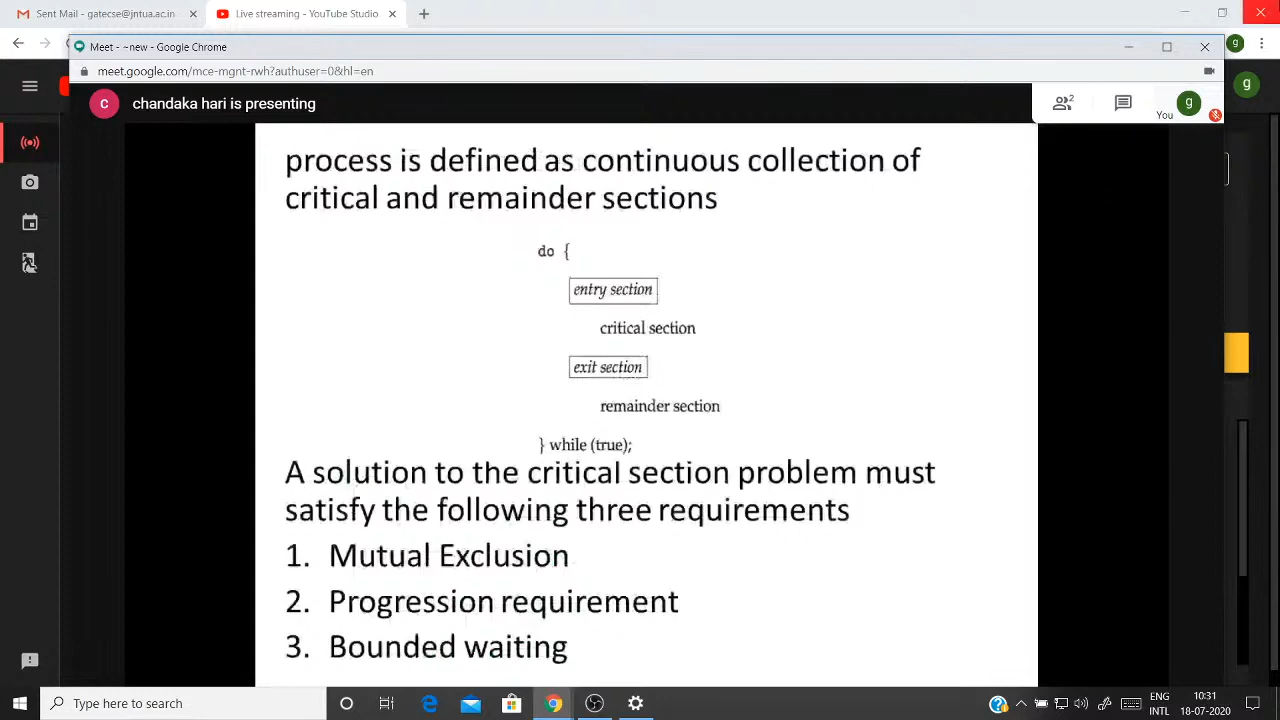 Sent Mail - gatecse@jntua.ac.in
Live streaming - YouTube Studio
Meet - - new - Google Chrome
meet.google.com/mce-mgnt-rwh?authuser=0&hl=en
c
chandaka hari is presenting
2
You
g
g
g
process is defined as continuous collection of
critical and remainder sections
do {
entry section
critical section
exit section
remainder section
} while (true);
A solution to the critical section problem must
satisfy the following three requirements
1. Mutual Exclusion
2. Progression requirement
3. Bounded waiting
Type here to search
ENG
INTL
10:31
18-07-2020